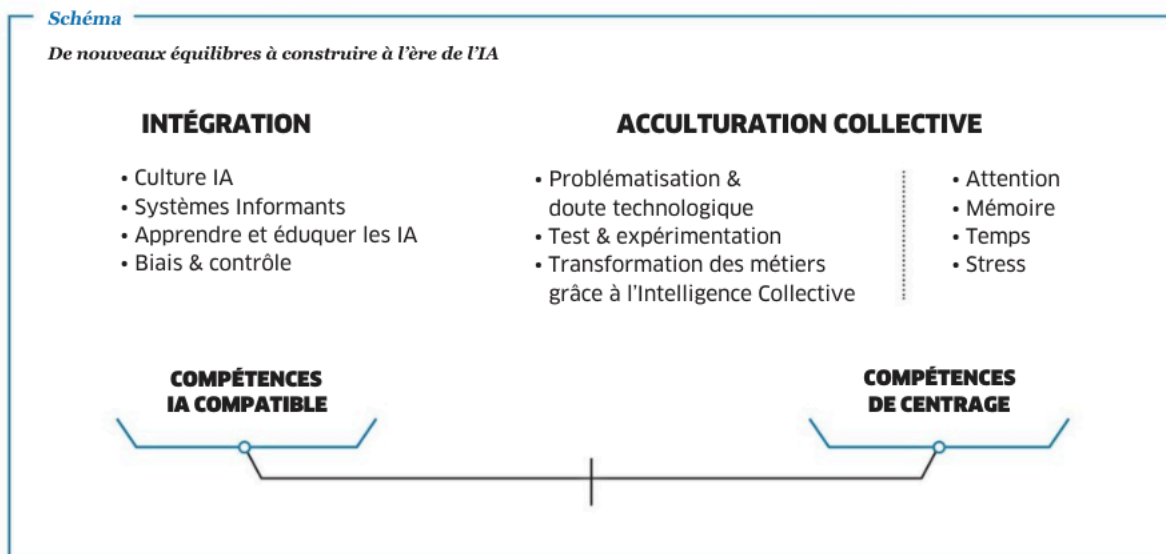 Schéma
De nouveaux équilibres à construire à l'ère de l'IA
INTÉGRATION
• Culture IA
• Systèmes Informants
• Apprendre et éduquer les IA
• Biais & contrôle
ACCULTURATION COLLECTIVE
• Problématisation &
doute technologique
• Test & expérimentation
• Transformation des métiers
grâce à l'Intelligence Collective
• Attention
• Mémoire
• Temps
• Stress
COMPÉTENCES
IA COMPATIBLE
COMPÉTENCES
DE CENTRAGE